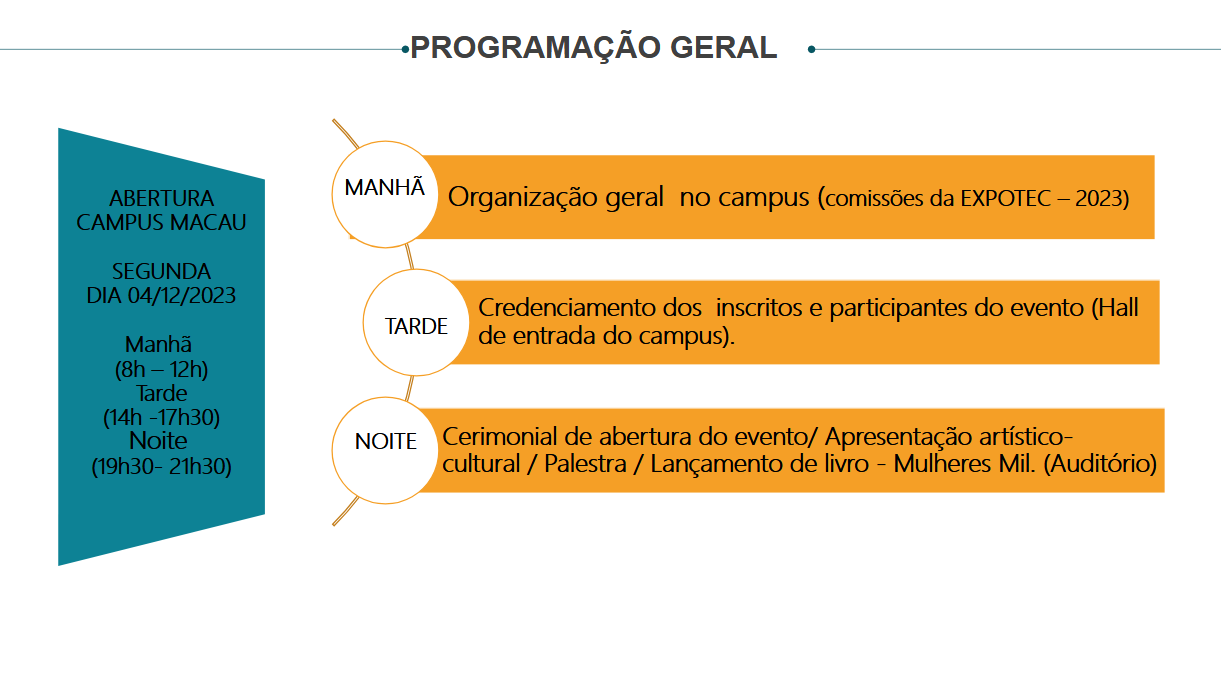 PROGRAMAÇÃO GERAL
ABERTURA
CAMPUS MACAU
SEGUNDA
DIA 04/12/2023
Manhã
(8h – 12h)
Tarde
(14h -17h30)
Noite
(19h30- 21h30)
MANHÃ
Organização geral no campus (comissões da EXPOTEC – 2023)
TARDE
Credenciamento dos inscritos e participantes do evento (Hall
de entrada do campus).
NOITE
Cerimonial de abertura do evento/ Apresentação artístico-
cultural / Palestra / Lançamento de livro - Mulheres Mil. (Auditório)